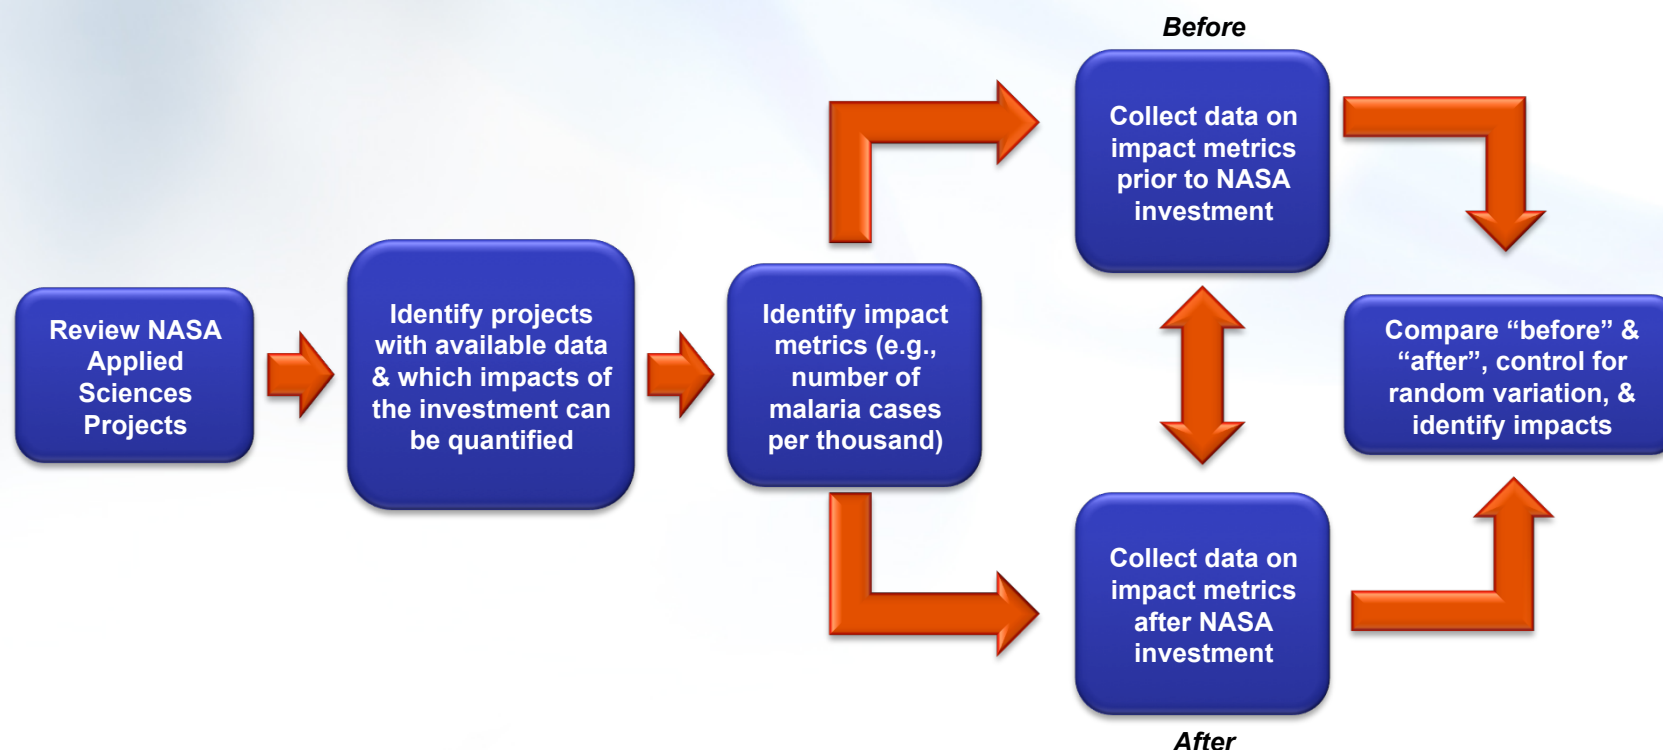 Before
Collect data on
impact metrics
prior to NASA
investment
Review NASA
Applied
Sciences
Projects
Identify projects
with available data
& which impacts of
the investment can
be quantified
Identify impact
metrics (e.g.,
number of
malaria cases
per thousand)
Compare “before” &
“after”, control for
random variation, &
identify impacts
Collect data on
impact metrics
after NASA
investment
After